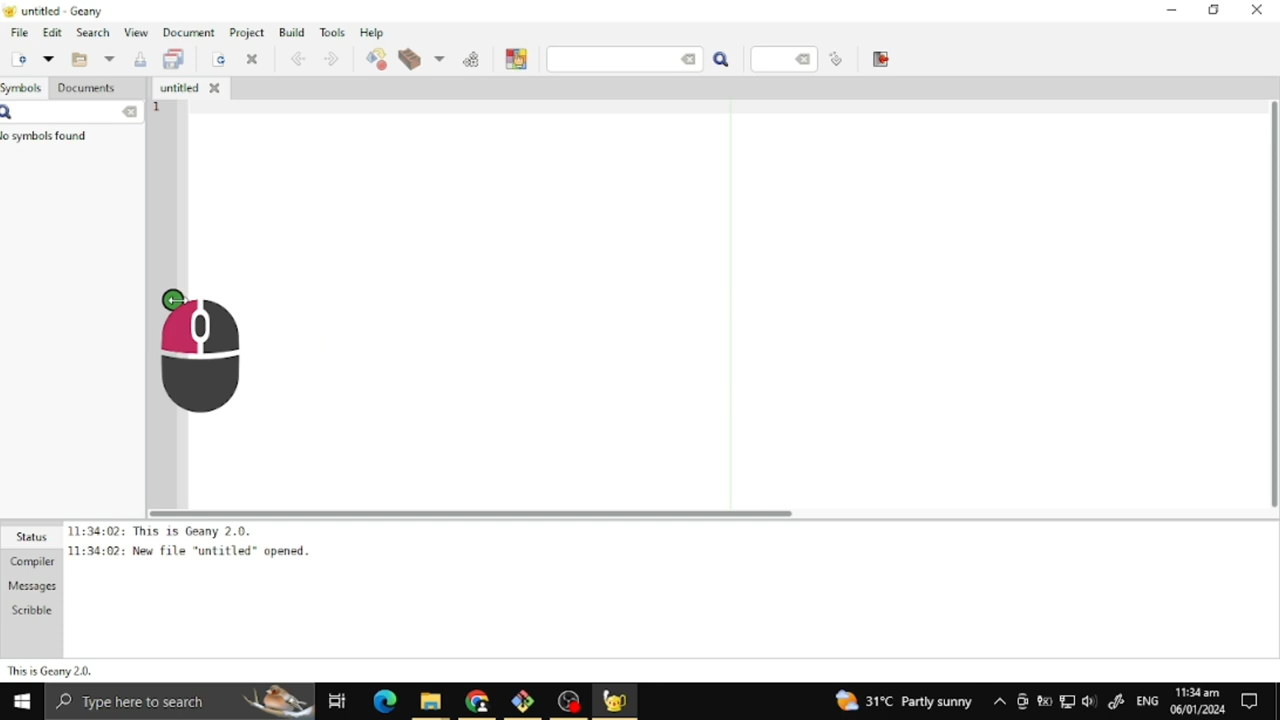 untitled - Geany
File Edit Search View Document Project Build Tools Help
Symbols Documents
untitled
No symbols found
1
Status
Compiler
Messages
Scribble
11:34:02: This is Geany 2.0.
11:34:02: New file "untitled" opened.
This is Geany 2.0.
Type here to search
31°C Partly sunny
ENG
11:34 am
06/01/2024